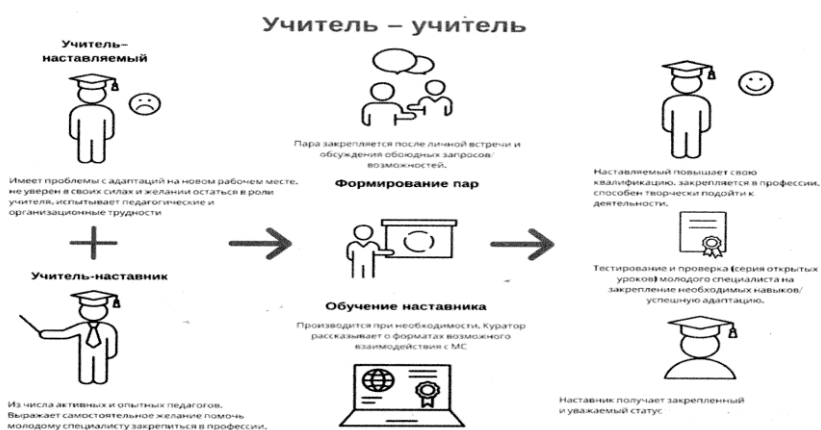 Учитель – учитель
Учитель–
наставляемый
Имеет проблемы с адаптаций на новом рабочем месте,
не уверен в своих силах и желании остаться в роли
учителя, испытывает педагогические и
организационные трудности
Учитель-наставник
Из числа активных и опытных педагогов.
Выражает самостоятельное желание помочь
молодому специалисту закрепиться в профессии.
Пара закрепляется после личной встречи и
обсуждения обоюдных запросов/
возможностей.
Формирование пар
Обучение наставника
Производится при необходимости. Куратор
рассказывает о форматах возможного
взаимодействия с МС
Наставляемый повышает свою
квалификацию, закрепляется в профессии,
способен творчески подойти к
деятельности.
Тестирование и проверка (серия открытых
уроков) молодого специалиста на
закрепление необходимых навыков/
успешную адаптацию.
Наставник получает закрепленный
и уважаемый статус